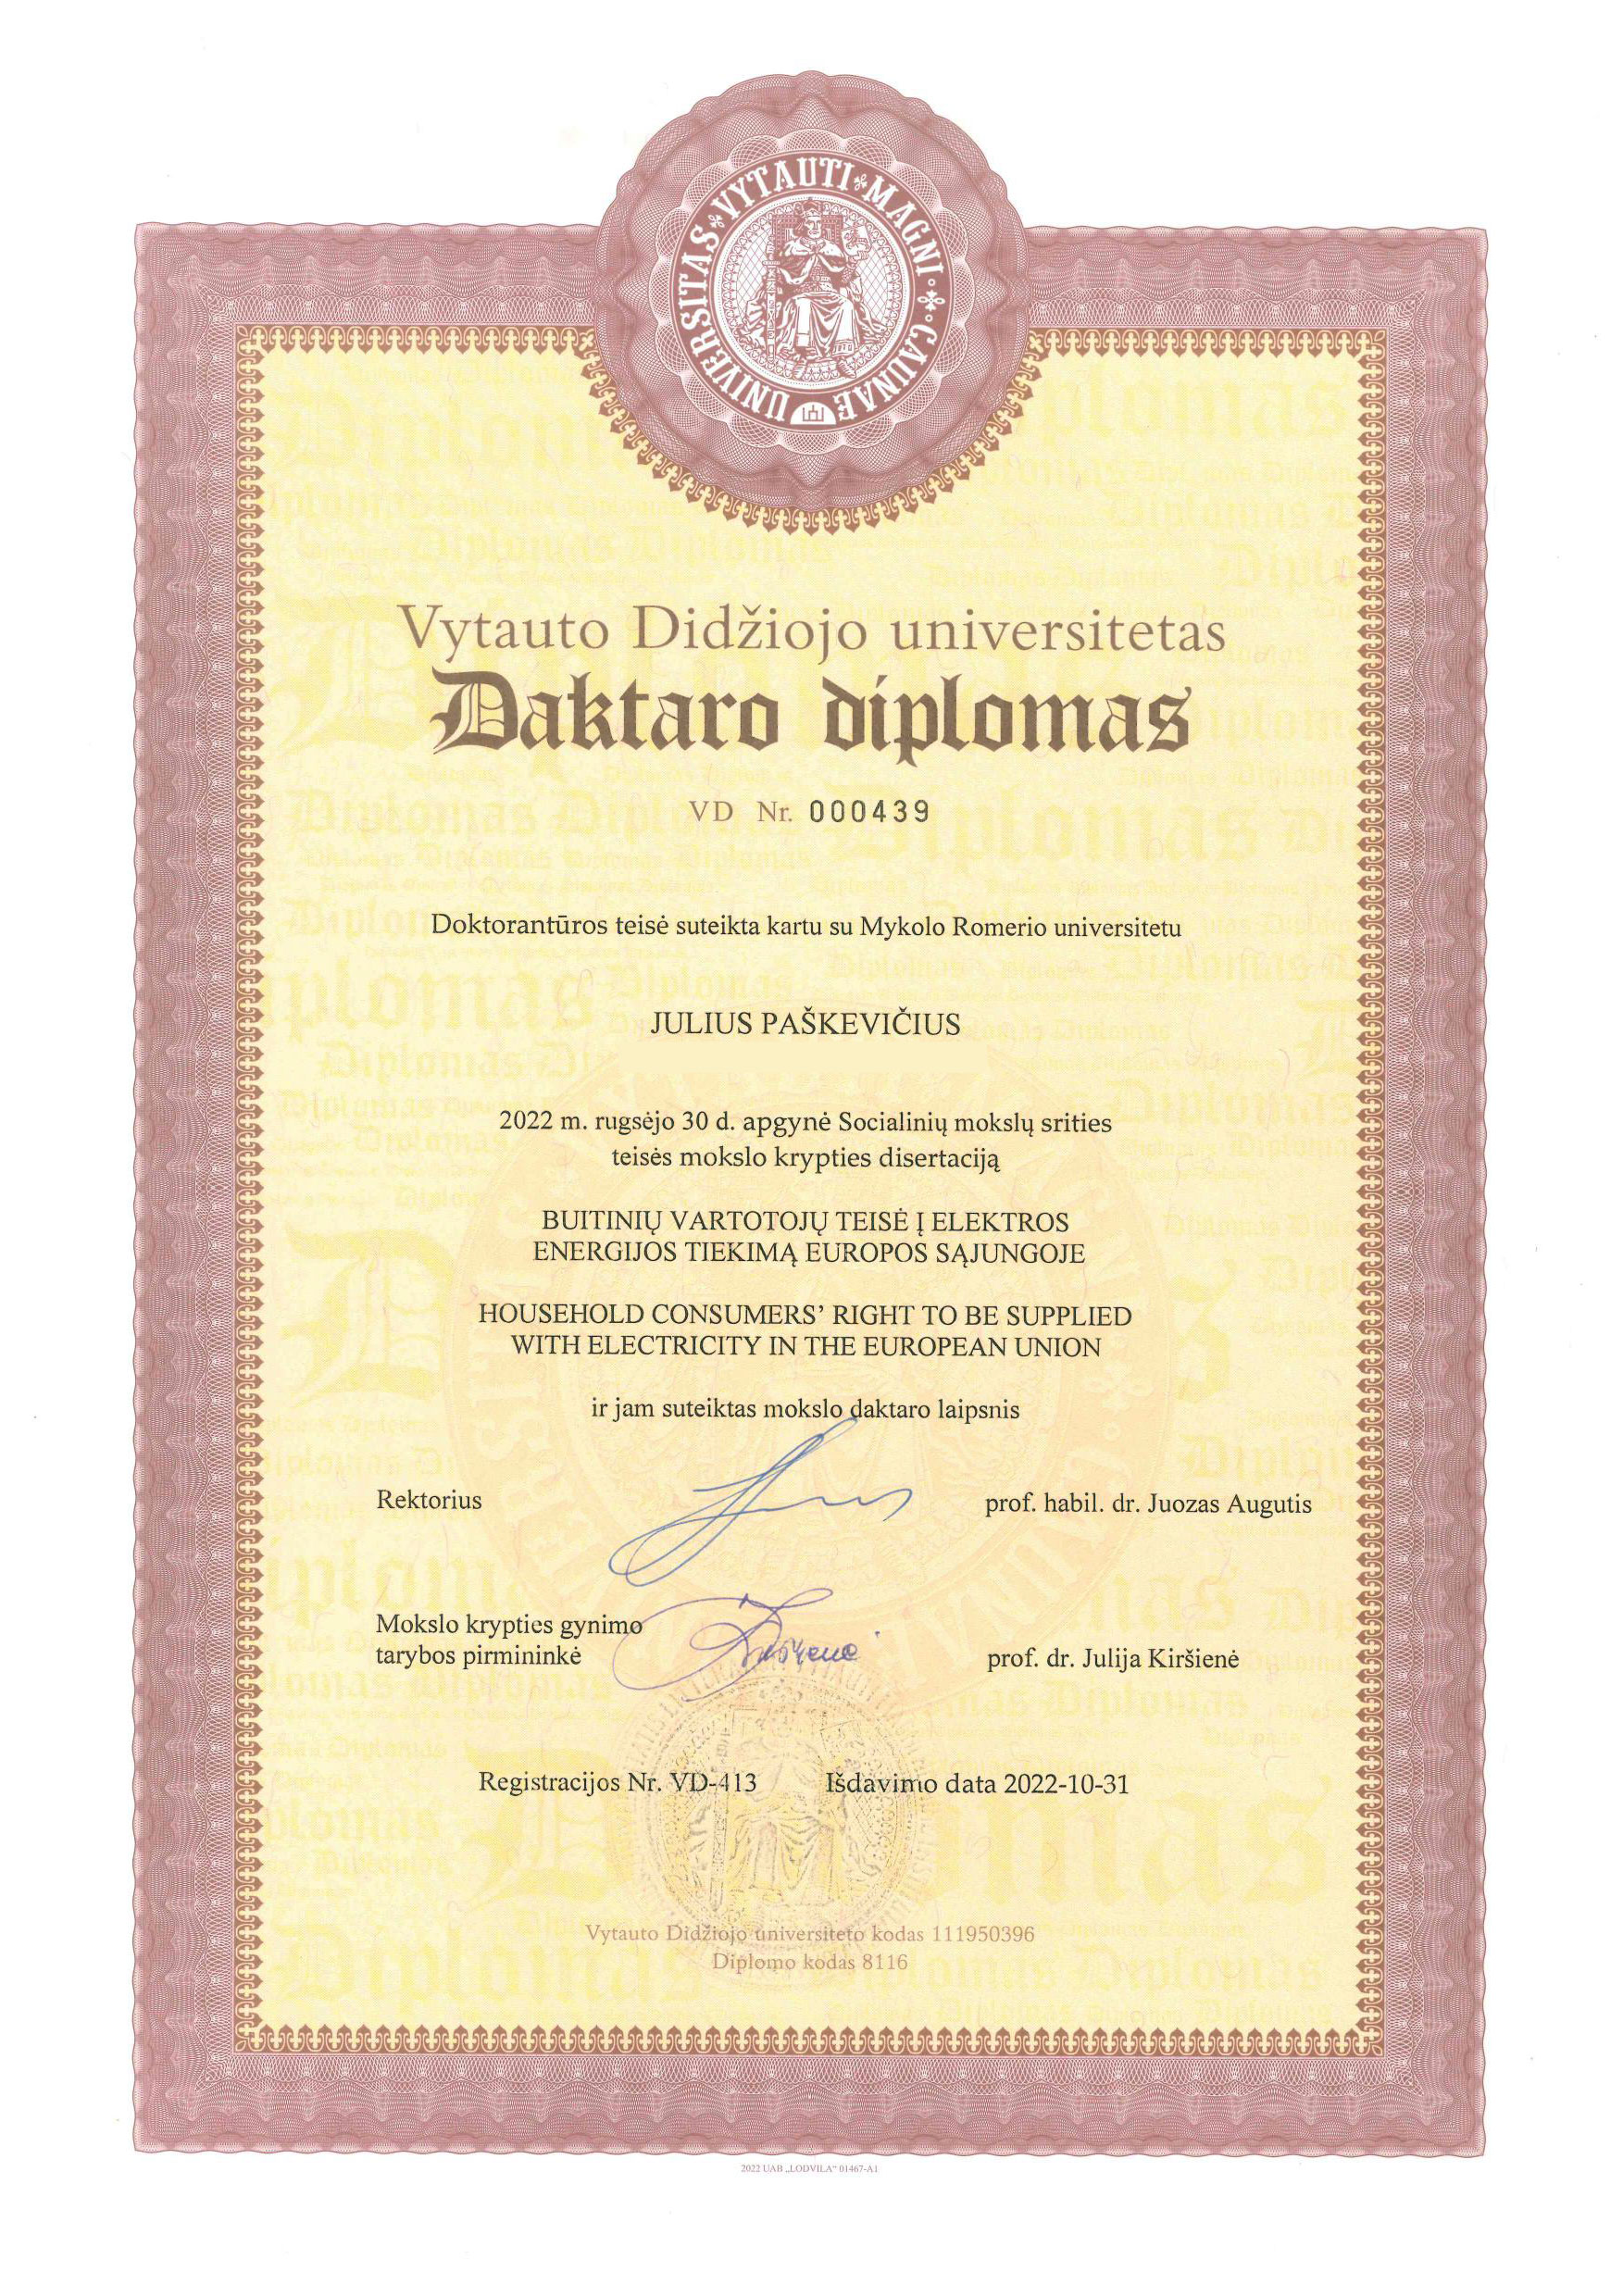 UNIVERSITAS VYTAUTI MAGNI CAUNAE
Vytauto Didžiojo universitetas
Daktaro diplomas
VD Nr. 000439
Doktorantūros teisė suteikta kartu su Mykolo Romerio universitetu
JULIUS PAŠKEVIČIUS
2022 m. rugsėjo 30 d. apgynė Socialinių mokslų srities
teisės mokslo krypties disertaciją
BUITINIŲ VARTOTOJŲ TEISĖ Į ELEKTROS
ENERGIJOS TIEKIMĄ EUROPOS SĄJUNGOJE
HOUSEHOLD CONSUMERS’ RIGHT TO BE SUPPLIED
WITH ELECTRICITY IN THE EUROPEAN UNION
ir jam suteiktas mokslo daktaro laipsnis
Rektorius
prof. habil. dr. Juozas Augutis
Mokslo krypties gynimo
tarybos pirmininkė
prof. dr. Julija Kiršienė
Registracijos Nr. VD-413 Išdavimo data 2022-10-31
Vytauto Didžiojo universiteto kodas 111950396
Diplomo kodas 8116
2022 UAB „LODVILA“ 01467-A1